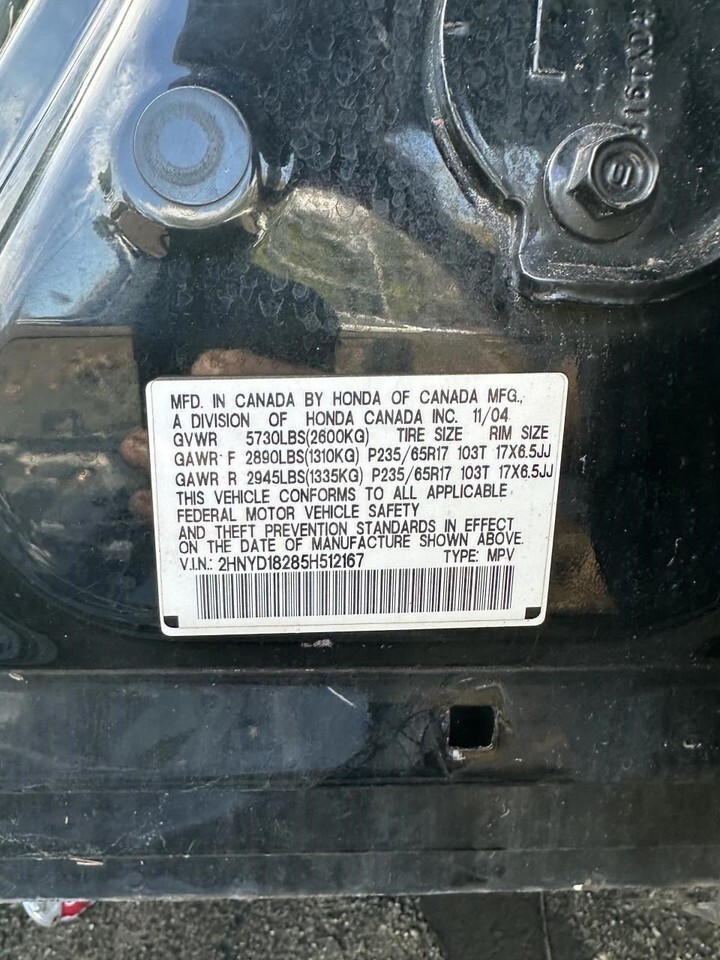 MFD. IN CANADA BY HONDA OF CANADA MFG.,
A DIVISION OF HONDA CANADA INC. 11/04
GVWR 5730LBS(2600KG) TIRE SIZE RIM SIZE
GAWR F 2890LBS(1310KG) P235/65R17 103T 17X6.5JJ
GAWR R 2945LBS(1335KG) P235/65R17 103T 17X6.5JJ
THIS VEHICLE CONFORMS TO ALL APPLICABLE
FEDERAL MOTOR VEHICLE SAFETY
AND THEFT PREVENTION STANDARDS IN EFFECT
ON THE DATE OF MANUFACTURE SHOWN ABOVE.
V.I.N.: 2HNYD18285H512167 TYPE: MPV